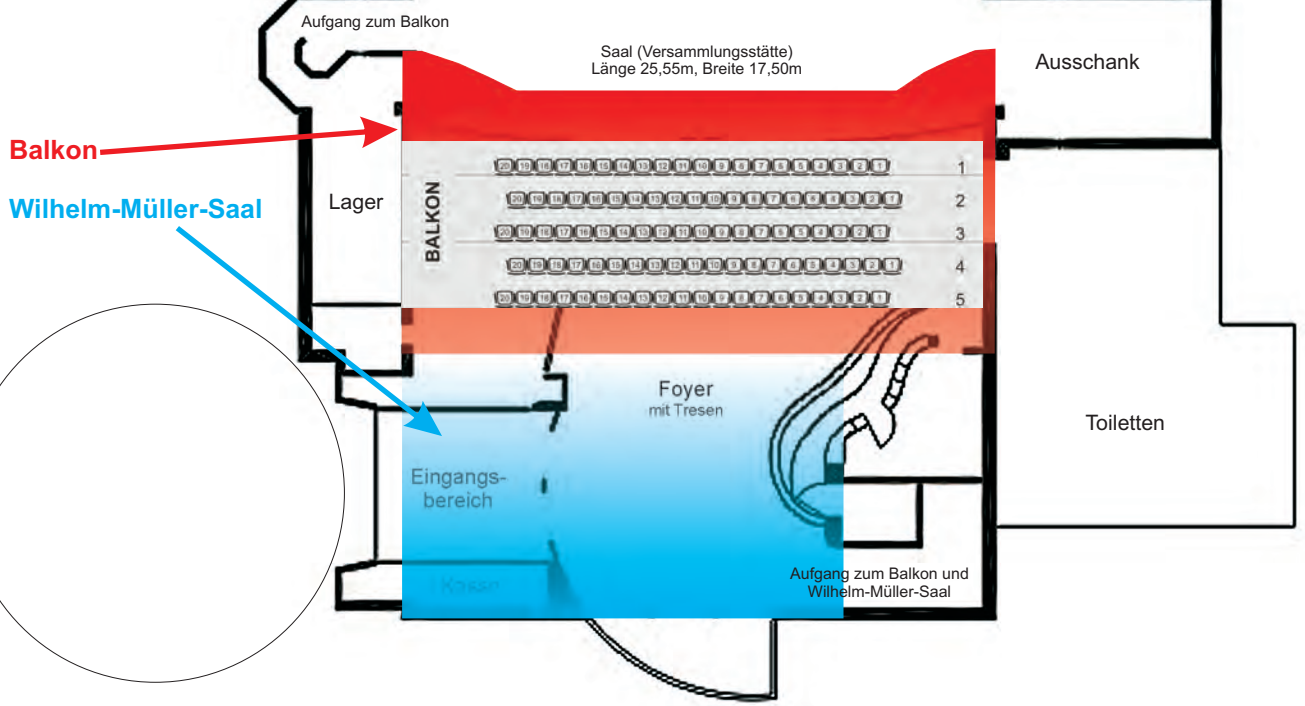 Aufgang zum Balkon
Saal (Versammlungsstätte)
Länge 25,55m, Breite 17,50m
Ausschank
Balkon
20 19 18 17 16 15 14 13 12 11 10 9 8 7 6 5 4 3 2 1 1
Wilhelm-Müller-Saal
Lager
BALKON
20 19 18 17 16 15 14 13 12 11 10 9 8 7 6 5 4 3 2 1 2
20 19 18 17 16 15 14 13 12 11 10 9 8 7 6 5 4 3 2 1 3
20 19 18 17 16 15 14 13 12 11 10 9 8 7 6 5 4 3 2 1 4
20 19 18 17 16 15 14 13 12 11 10 9 8 7 6 5 4 3 2 1 5
Foyer
mit Tresen
Toiletten
Eingangs-
bereich
Kasse
Aufgang zum Balkon und
Wilhelm-Müller-Saal